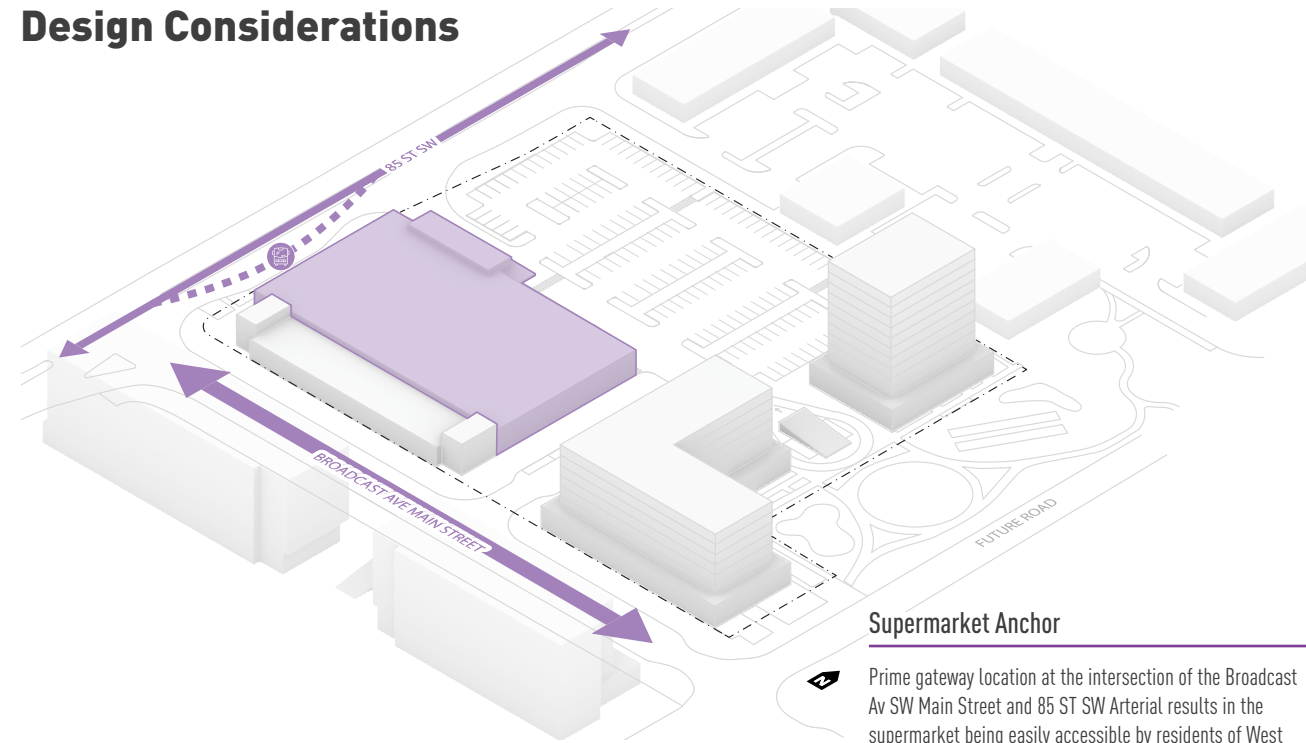 Design Considerations
85 ST SW
BROADCAST AVE MAIN STREET
FUTURE ROAD
Supermarket Anchor
N
Prime gateway location at the intersection of the Broadcast
Av SW Main Street and 85 ST SW Arterial results in the
supermarket being easily accessible by residents of West